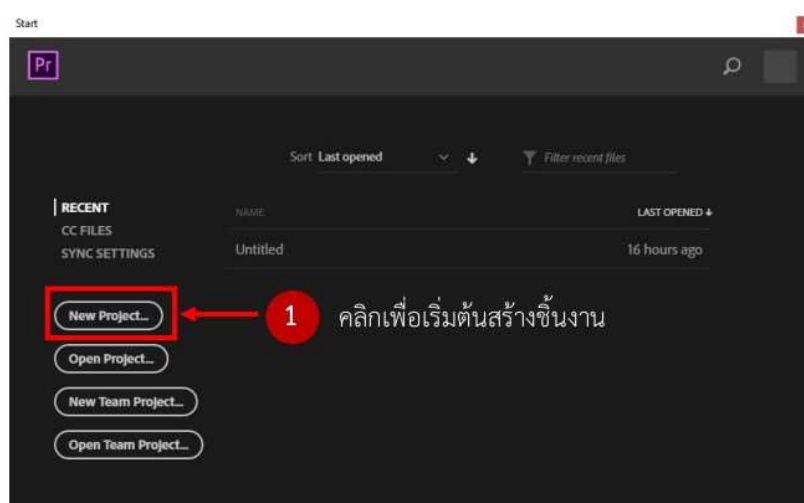 Start
Pr
Sort Last opened
Filter recent files
RECENT
NAME
LAST OPENED
CC FILES
SYNC SETTINGS
Untitled
16 hours ago
New Project...
1 คลิกเพื่อเริ่มต้นสร้างชิ้นงาน
Open Project...
New Team Project...
Open Team Project...